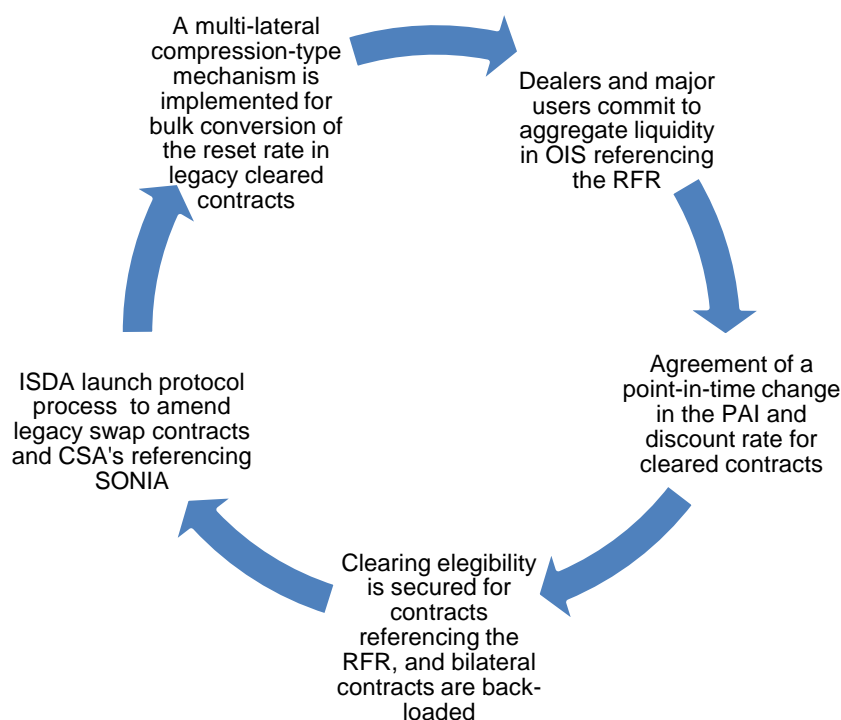 A multi-lateral
compression-type
mechanism is
implemented for
bulk conversion of
the reset rate in
legacy cleared
contracts
Dealers and major
users commit to
aggregate liquidity
in OIS referencing
the RFR
Agreement of a
point-in-time change
in the PAI and
discount rate for
cleared contracts
Clearing elegibility
is secured for
contracts
referencing the
RFR, and bilateral
contracts are back-
loaded
ISDA launch protocol
process to amend
legacy swap contracts
and CSA's referencing
SONIA